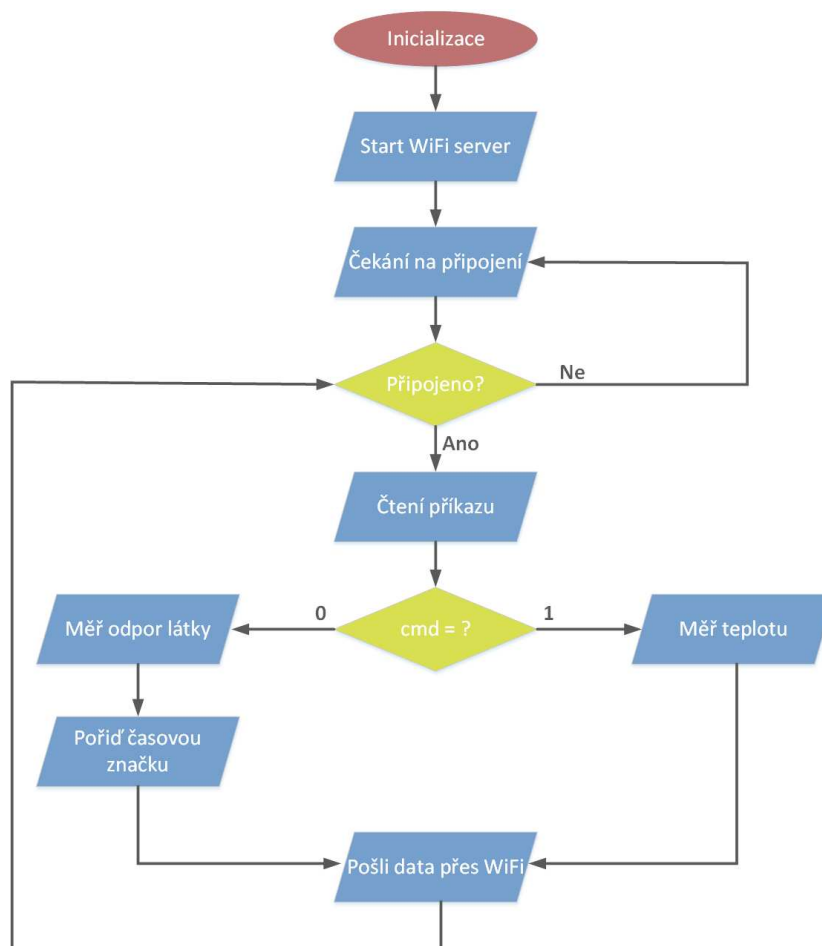 Inicializace
Start WiFi server
Čekání na připojení
Připojeno?
Ne
Ano
Čtení příkazu
0
cmd = ?
1
Měř odpor látky
Měř teplotu
Pořiď časovou
značku
Pošli data přes WiFi